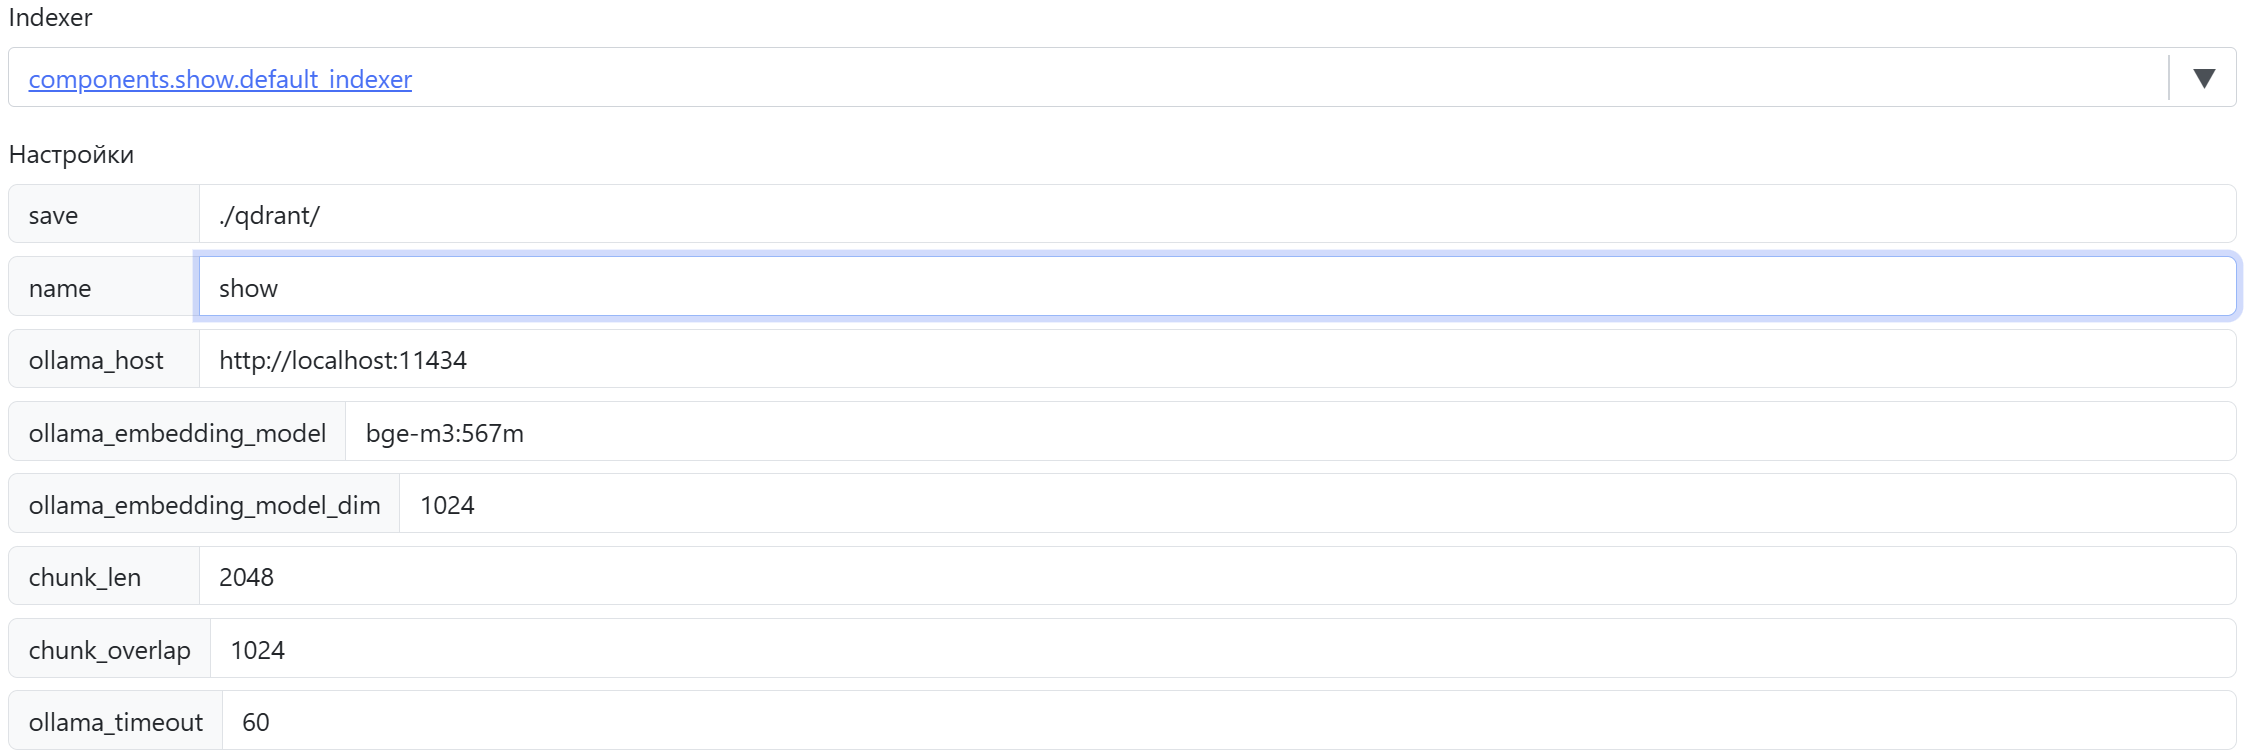 Indexer
components.show.default_indexer
Настройки
save ./qdrant/
name show
ollama_host http://localhost:11434
ollama_embedding_model bge-m3:567m
ollama_embedding_model_dim 1024
chunk_len 2048
chunk_overlap 1024
ollama_timeout 60